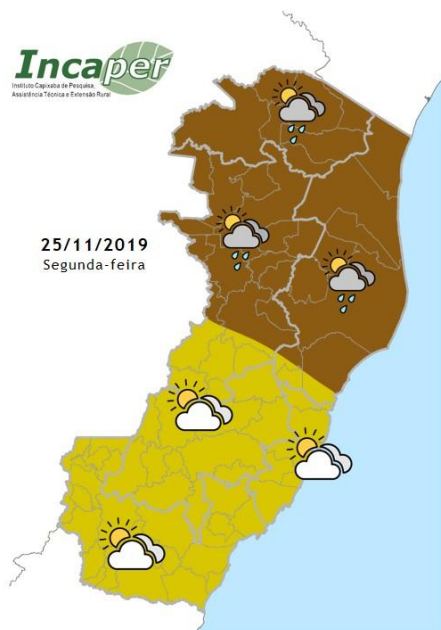 Incaper
Instituto Capixaba de Pesquisa,
Assistência Técnica e Extensão Rural
25/11/2019
Segunda-feira